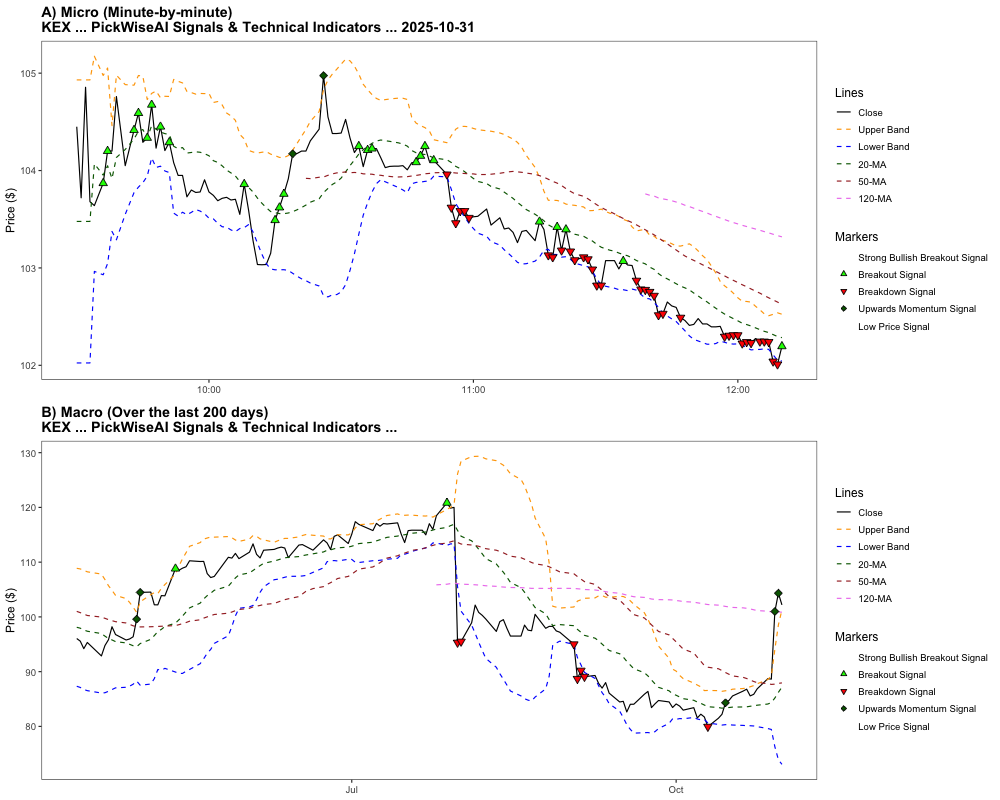 A) Micro (Minute-by-minute)
KEX ... PickWiseAI Signals & Technical Indicators ... 2025-10-31
Price ($)
105
104
103
102
10:00
11:00
12:00
Lines
Close
Upper Band
Lower Band
20-MA
50-MA
120-MA
Markers
Strong Bullish Breakout Signal
Breakout Signal
Breakdown Signal
Upwards Momentum Signal
Low Price Signal
B) Macro (Over the last 200 days)
KEX ... PickWiseAI Signals & Technical Indicators ...
Price ($)
130
120
110
100
90
80
Jul
Oct
Lines
Close
Upper Band
Lower Band
20-MA
50-MA
120-MA
Markers
Strong Bullish Breakout Signal
Breakout Signal
Breakdown Signal
Upwards Momentum Signal
Low Price Signal